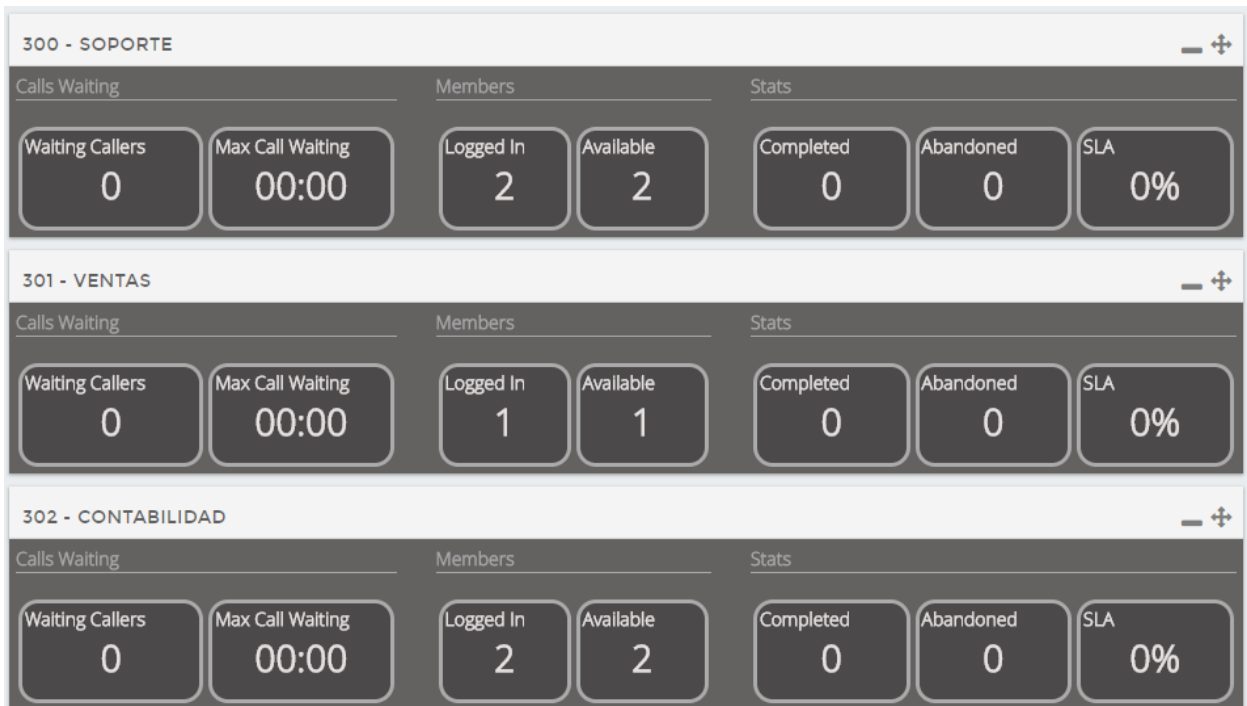 300 - SOPORTE
Calls Waiting Members Stats
Waiting Callers Max Call Waiting Logged In Available Completed Abandoned SLA
0 00:00 2 2 0 0 0%
301 - VENTAS
Calls Waiting Members Stats
Waiting Callers Max Call Waiting Logged In Available Completed Abandoned SLA
0 00:00 1 1 0 0 0%
302 - CONTABILIDAD
Calls Waiting Members Stats
Waiting Callers Max Call Waiting Logged In Available Completed Abandoned SLA
0 00:00 2 2 0 0 0%